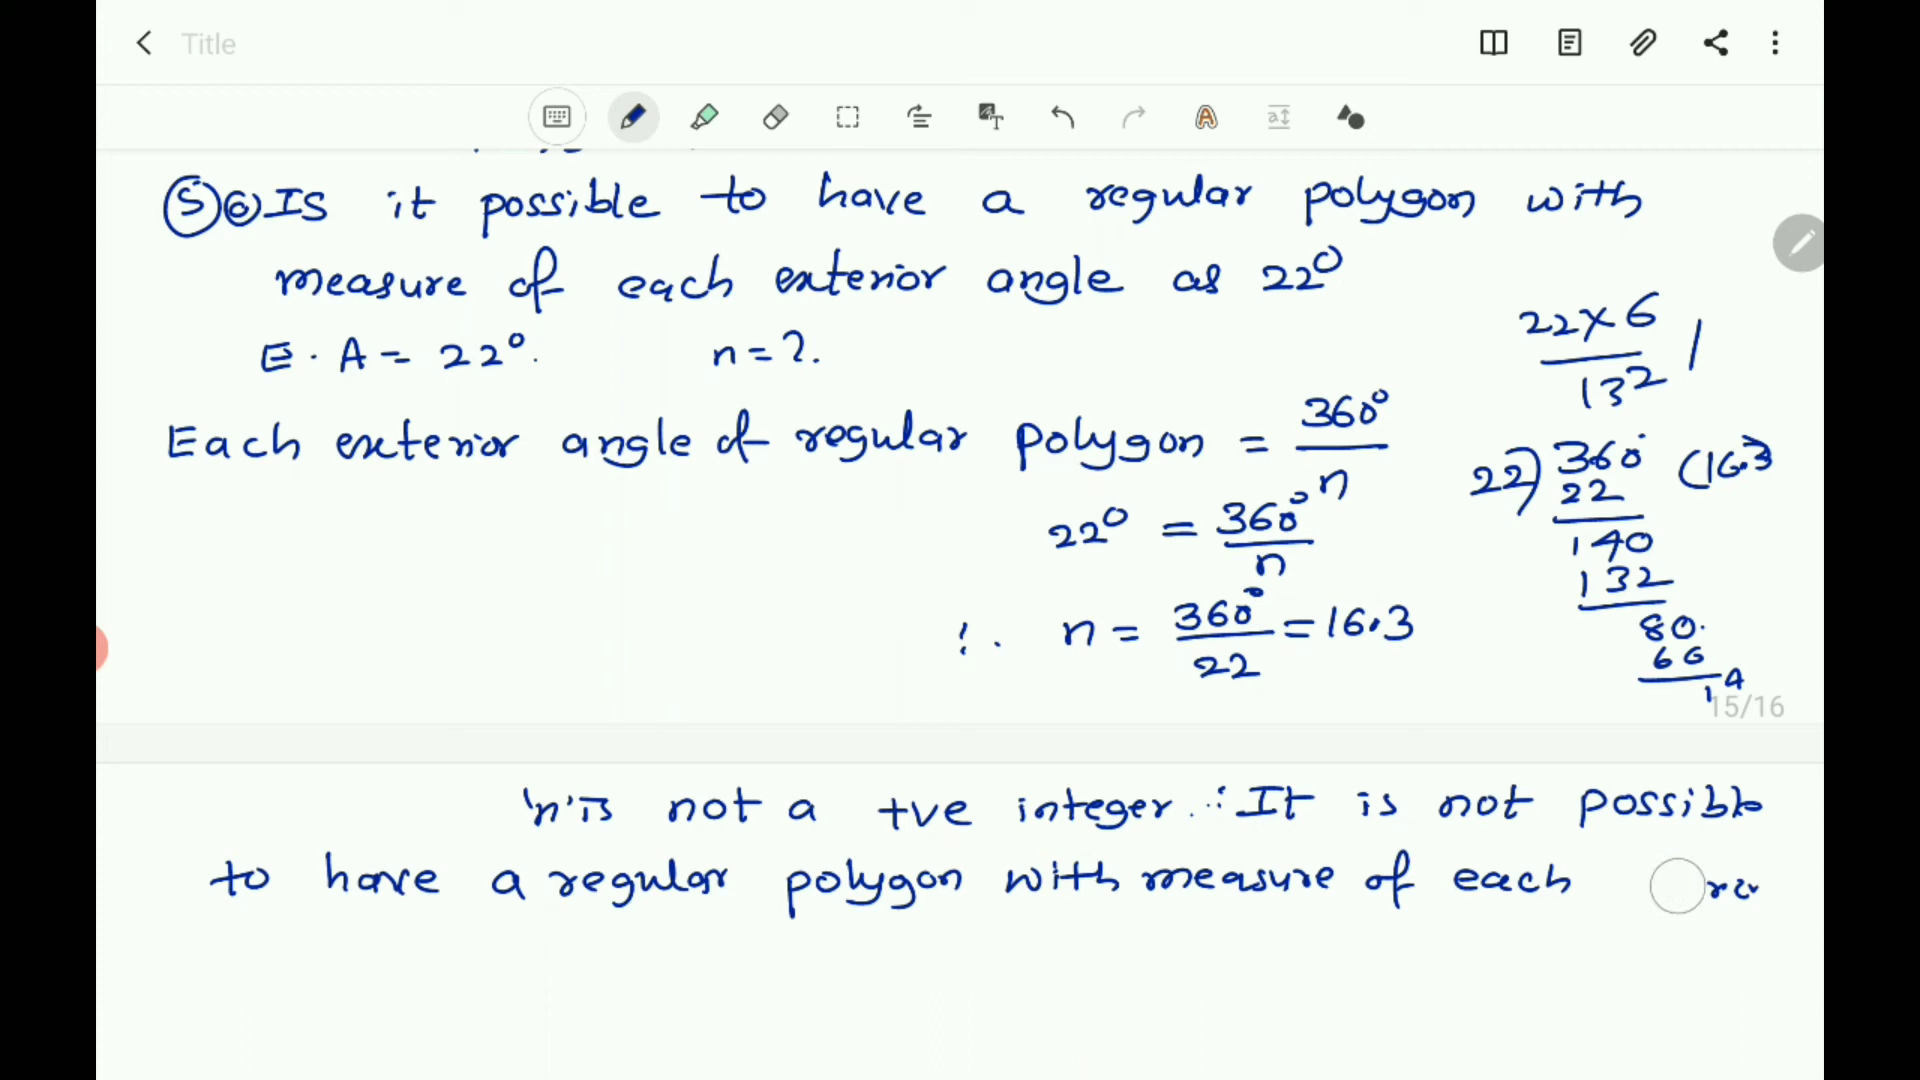 Title
⑤ⓐ Is it possible to have a regular polygon with
measure of each exterior angle as 22°
E.A = 22°. n = ?.
22 x 6
132
Each exterior angle of regular polygon = 360°/n
22) 360 (16.3
22
140
132
80.
66
14
22° = 360°/n
∴ n = 360°/22 = 16.3
15/16
'n' is not a +ve integer. ∴ It is not possible
to have a regular polygon with measure of each